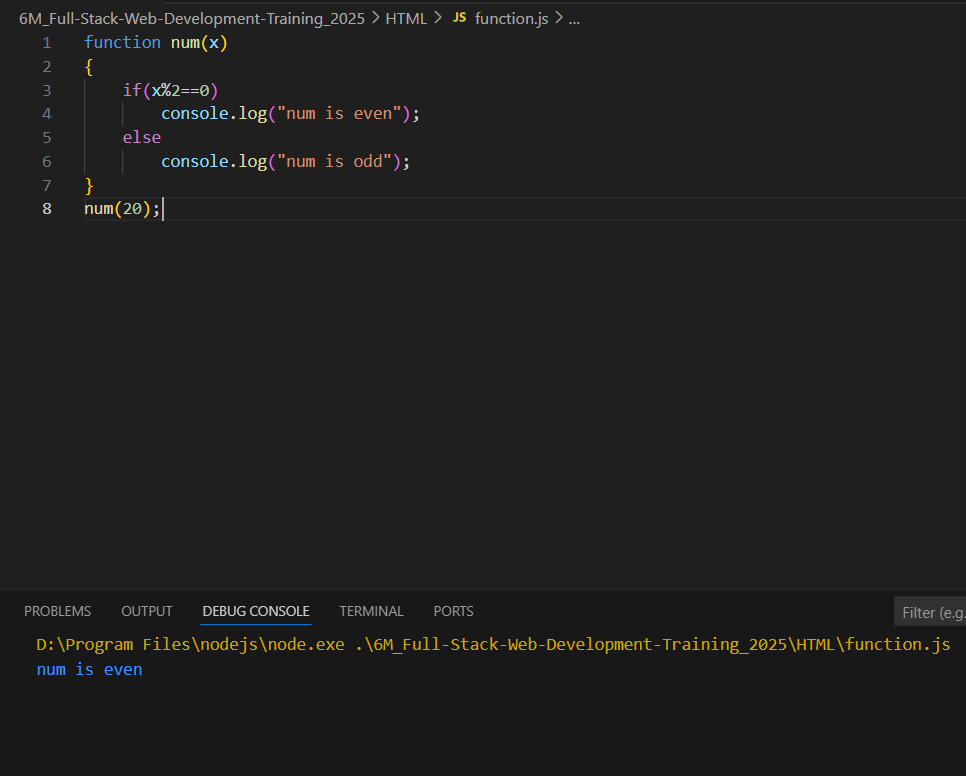 6M_Full-Stack-Web-Development-Training_2025 > HTML > JS function.js > ...
1 function num(x)
2 {
3     if(x%2==0)
4         console.log("num is even");
5     else
6         console.log("num is odd");
7 }
8 num(20);
PROBLEMS OUTPUT DEBUG CONSOLE TERMINAL PORTS Filter (e.g.
D:\Program Files\nodejs\node.exe .\6M_Full-Stack-Web-Development-Training_2025\HTML\function.js
num is even